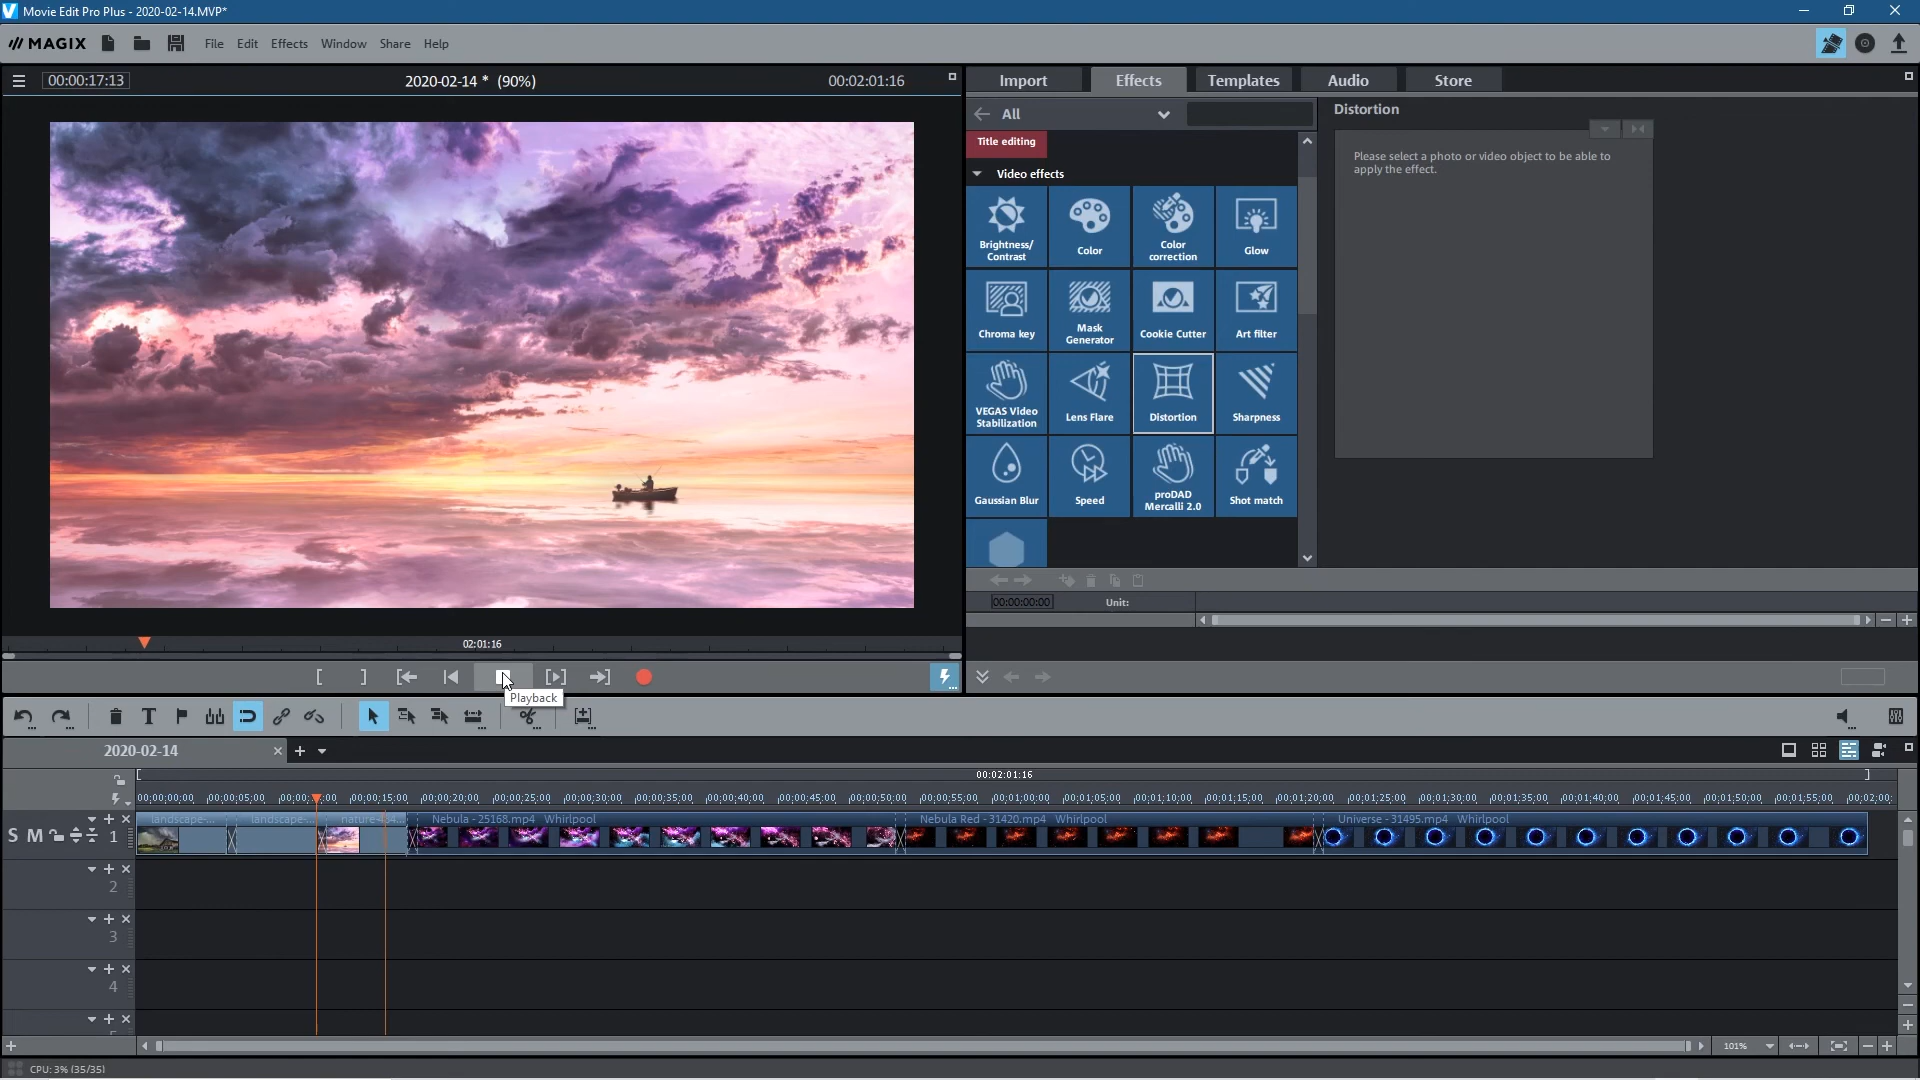 Movie Edit Pro Plus - 2020-02-14.MVP*
MAGIX File Edit Effects Window Share Help
00:00:17:13 2020-02-14 * (90%) 00:02:01:16
Import Effects Templates Audio Store
All
Distortion
Title editing
Please select a photo or video object to be able to
apply the effect.
Video effects
Brightness/
Contrast
Color
Color
correction
Glow
Chroma key
Mask
Generator
Cookie Cutter
Art filter
VEGAS Video
Stabilization
Lens Flare
Distortion
Sharpness
Gaussian Blur
Speed
proDAD
Mercalli 2.0
Shot match
00:00:00:00 Unit:
02:01:16
Playback
2020-02-14
00:02:01:16
00;00;00;00 00;00;05;00 00;00;15;00 00;00;20;00 00;00;25;00 00;00;30;00 00;00;35;00 00;00;40;00 00;00;45;00 00;00;50;00 00;00;55;00 00;01;00;00 00;01;05;00 00;01;10;00 00;01;15;00 00;01;20;00 00;01;25;00 00;01;30;00 00;01;35;00 00;01;40;00 00;01;45;00 00;01;50;00 00;01;55;00 00;02;00;
landscape-... landscape-... Nebula - 25168.mp4 Whirlpool Nebula Red - 31420.mp4 Whirlpool Universe - 31495.mp4 Whirlpool
S M 1
2
3
4
101%
CPU: 3% (35/35)